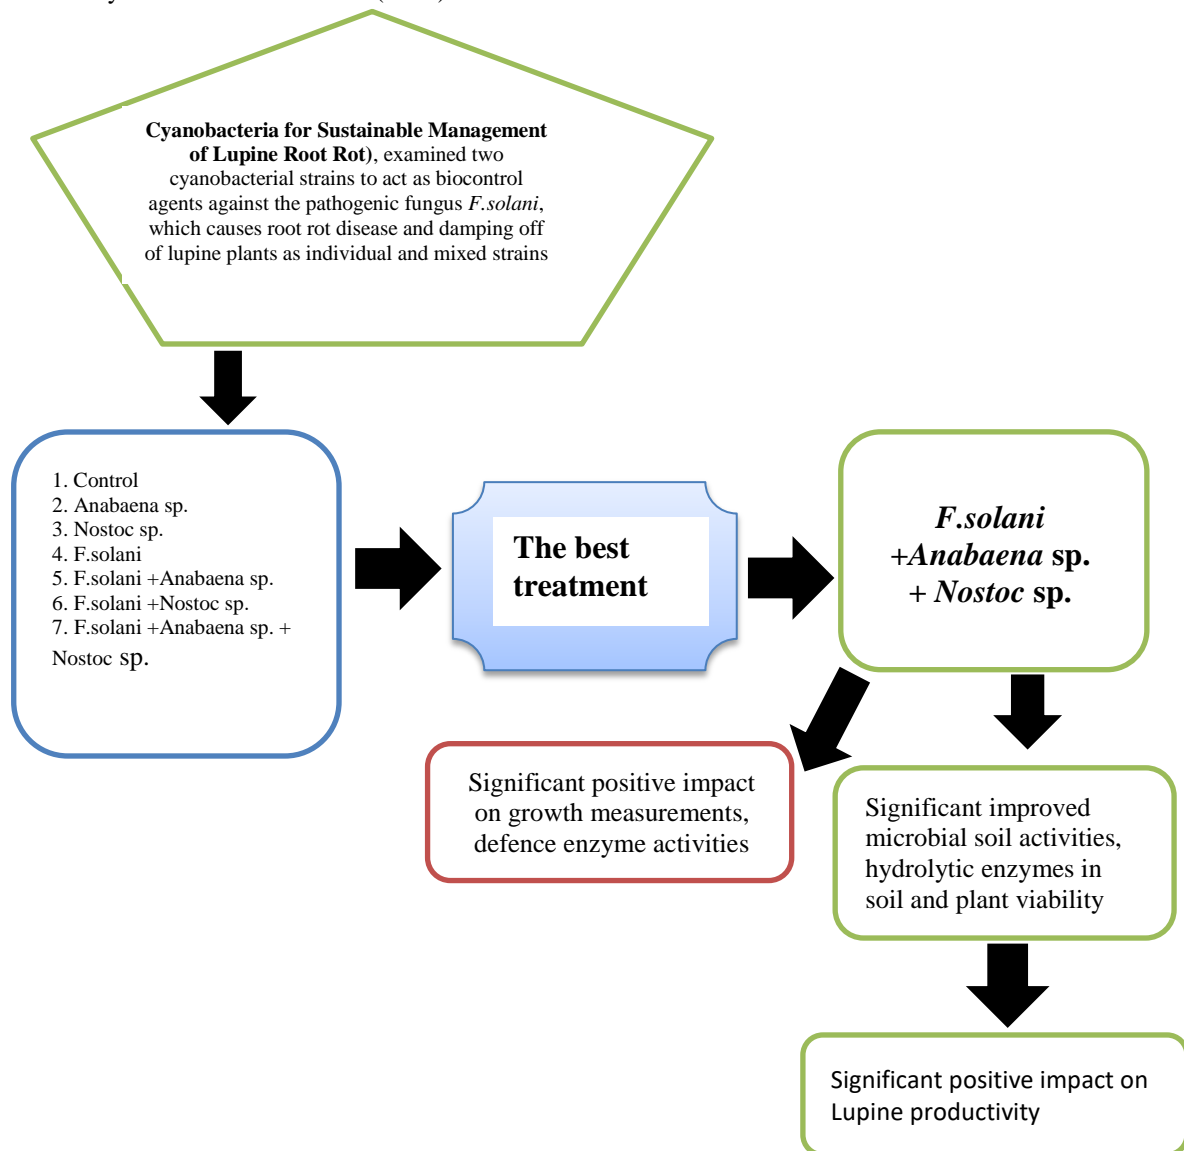 Cyanobacteria for Sustainable Management
of Lupine Root Rot), examined two
cyanobacterial strains to act as biocontrol
agents against the pathogenic fungus F.solani,
which causes root rot disease and damping off
of lupine plants as individual and mixed strains
1. Control
2. Anabaena sp.
3. Nostoc sp.
4. F.solani
5. F.solani +Anabaena sp.
6. F.solani +Nostoc sp.
7. F.solani +Anabaena sp. +
Nostoc sp.
The best
treatment
F.solani
+Anabaena sp.
+ Nostoc sp.
Significant positive impact
on growth measurements,
defence enzyme activities
Significant improved
microbial soil activities,
hydrolytic enzymes in
soil and plant viability
Significant positive impact on
Lupine productivity